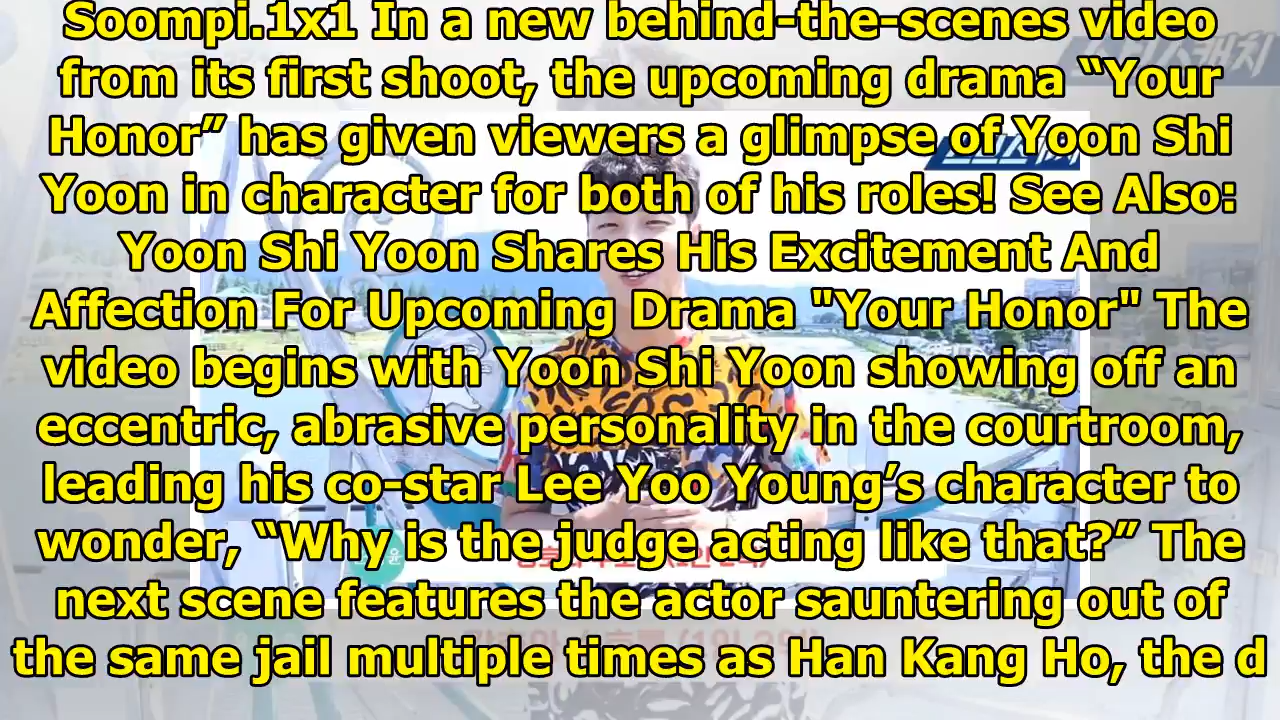 Soompi.1x1 In a new behind-the-scenes video
from its first shoot, the upcoming drama “Your
Honor” has given viewers a glimpse of Yoon Shi
Yoon in character for both of his roles! See Also:
Yoon Shi Yoon Shares His Excitement And
Affection For Upcoming Drama "Your Honor" The
video begins with Yoon Shi Yoon showing off an
eccentric, abrasive personality in the courtroom,
leading his co-star Lee Yoo Young’s character to
wonder, “Why is the judge acting like that?” The
next scene features the actor sauntering out of
the same jail multiple times as Han Kang Ho, the d